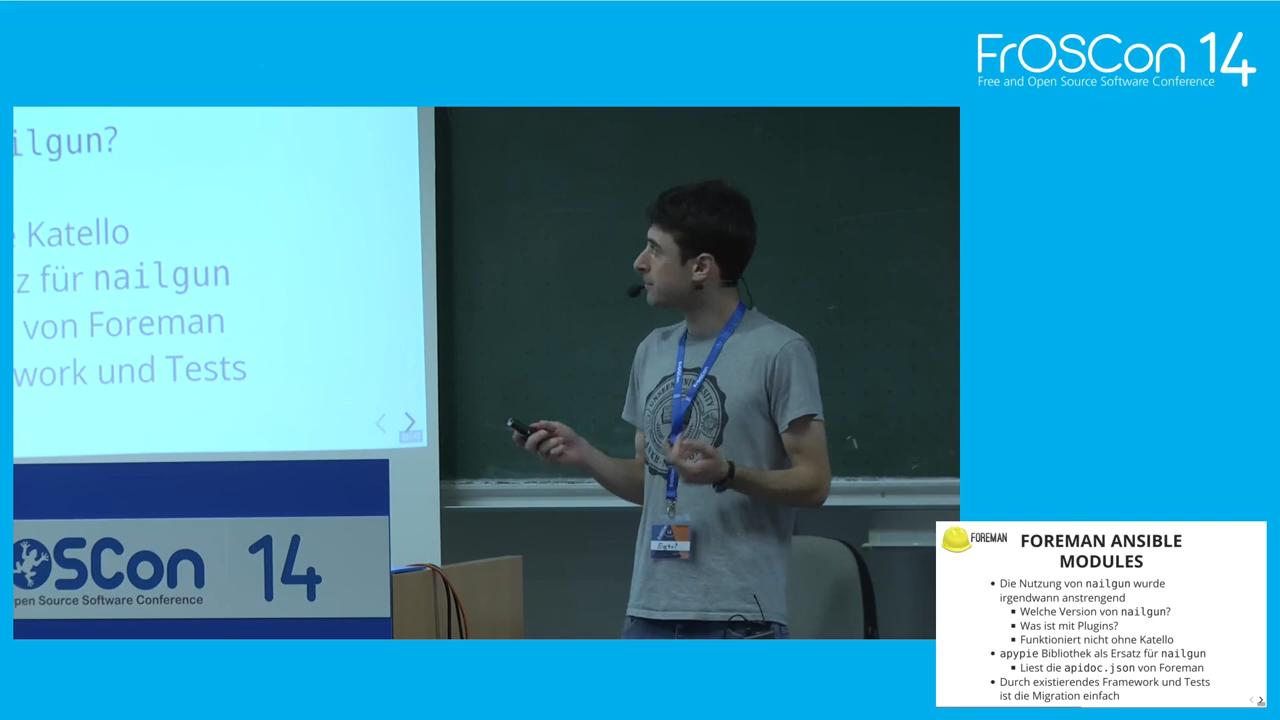 FrOSCon 14
Free and Open Source Software Conference
ilgun?
Katello
z für nailgun
von Foreman
work und Tests
OSCon 14
pen Source Software Conference
UNSEEN UNIVERSITY
FOREMAN
FOREMAN ANSIBLE
MODULES
• Die Nutzung von nailgun wurde
irgendwann anstrengend
▪ Welche Version von nailgun?
▪ Was ist mit Plugins?
▪ Funktioniert nicht ohne Katello
• apypie Bibliothek als Ersatz für nailgun
▪ Liest die apidoc.json von Foreman
• Durch existierendes Framework und Tests
ist die Migration einfach